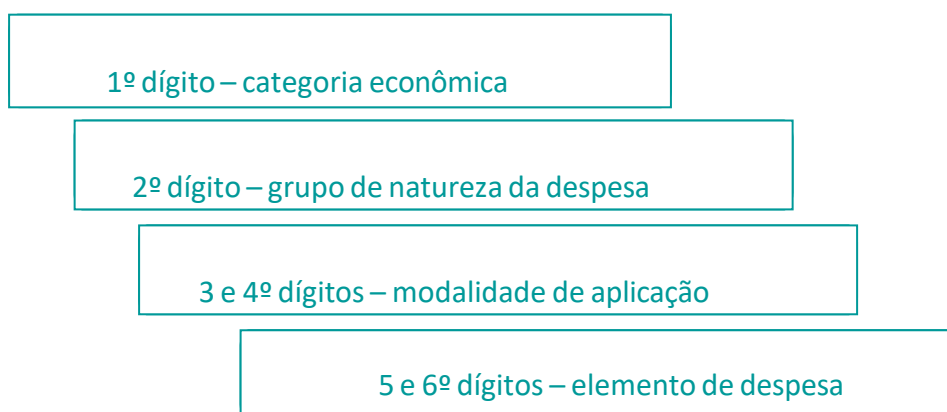 1º dígito – categoria econômica
2º dígito – grupo de natureza da despesa
3 e 4º dígitos – modalidade de aplicação
5 e 6º dígitos – elemento de despesa